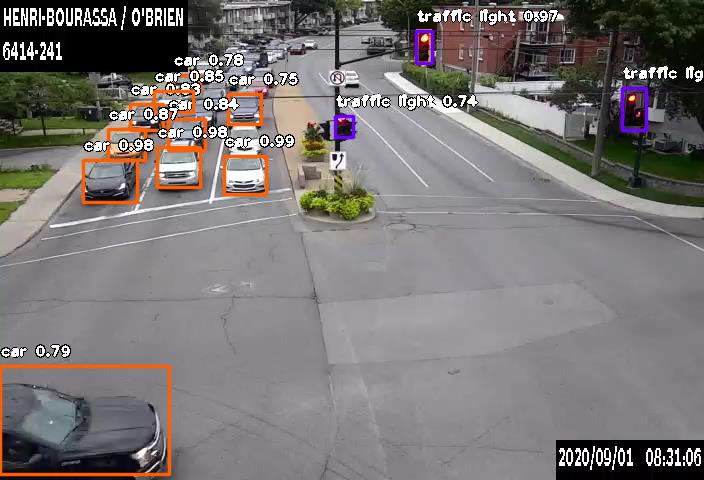 HENRI-BOURASSA / O'BRIEN
6414-241
traffic light 0.97
car 0.78
car 0.85
car 0.75
traffic lig
car 0.83
car 0.84
traffic light 0.74
car 0.87
car 0.98
car 0.98
car 0.99
car 0.79
2020/09/01 08:31:06